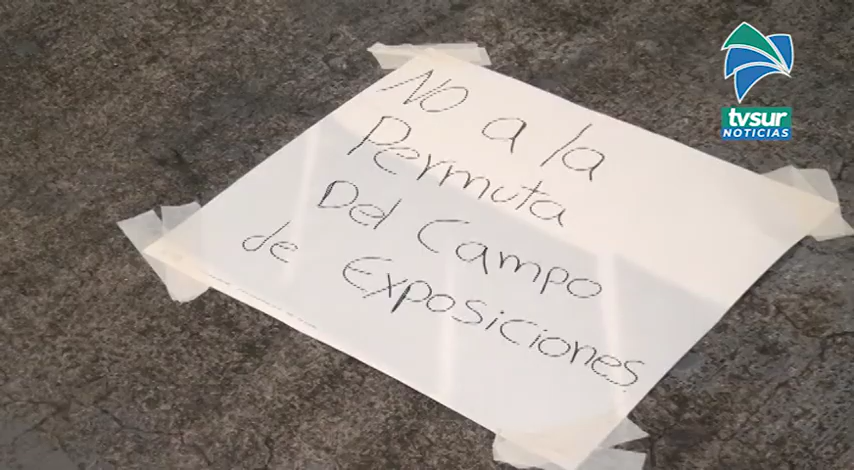 NO a la
Permuta
Del Campo
de Exposiciones
tvsur
NOTICIAS